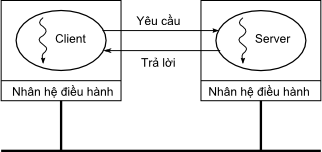 Yêu cầu
Client
Server
Trả lời
Nhân hệ điều hành
Nhân hệ điều hành